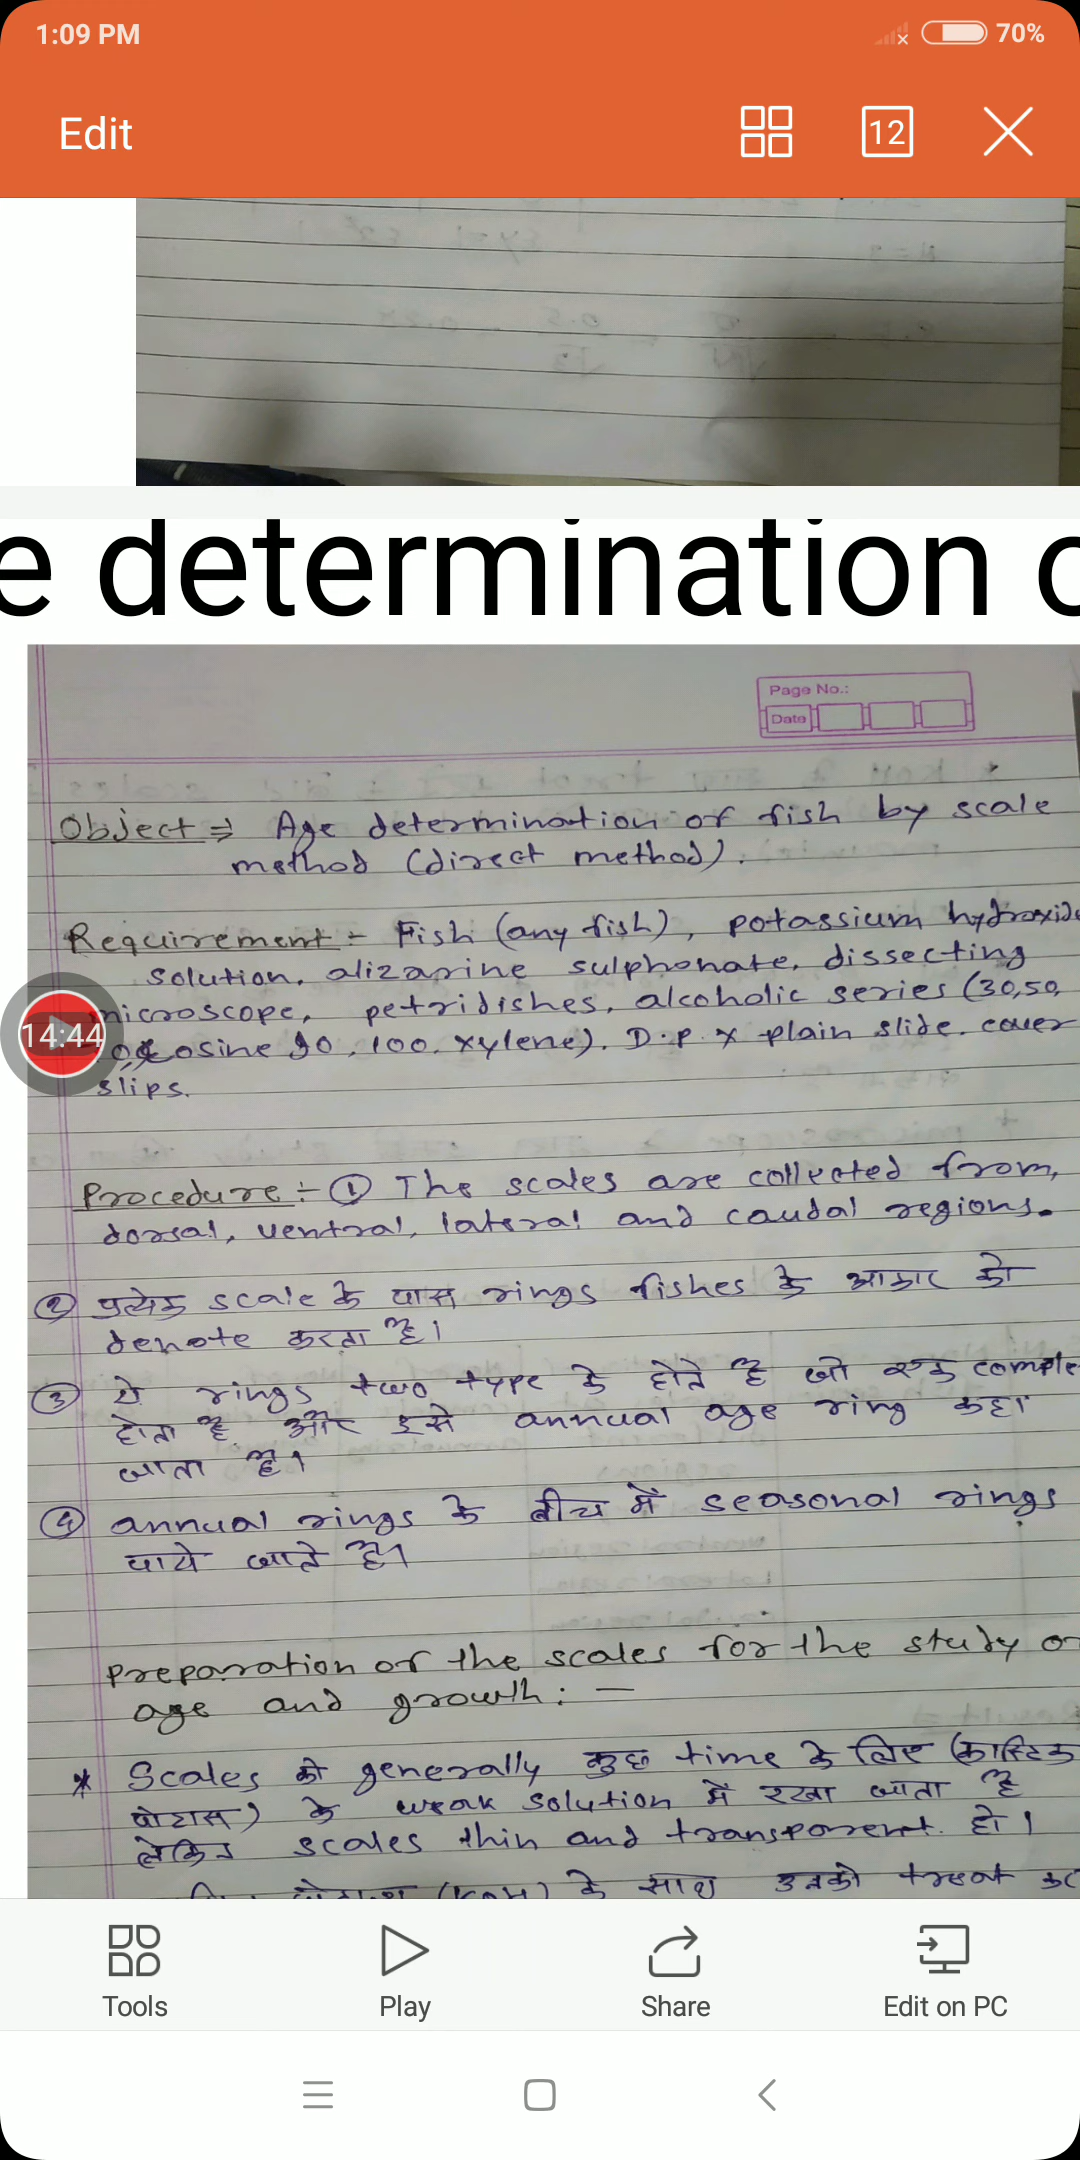 1:09 PM
70%
Edit
12
e determination o
Page No.:
Date
Object ⇒ Age determination of fish by scale
method (direct method).
Requirement :- Fish (any fish), potassium hydroxide
solution, alizarine sulphonate, dissecting
microscope, petridishes, alcoholic series (30,50,
14:44
eosine 90, 100. xylene). D.P.X plain slide. cover
slips.
Procedure :- ① The scales are collected from,
dorsal, ventral, lateral and caudal regions.
② प्रत्येक scale के पास rings fishes के आकार को
denote करता है।
③ ये rings two type के होते है जो एक comple
होता है और इसे annual age ring कहा
जाता है।
④ annual rings के बीच में seasonal rings
पाये जाते है।
Preparation of the scales for the study o
age and growth : —
* Scales को generally कुछ time के लिए (कास्टिक
पोटास) के weak solution में रखा जाता है
लेकिन scales thin and transparent. हो।
(KOH) के साथ उनको treat कर
Tools
Play
Share
Edit on PC